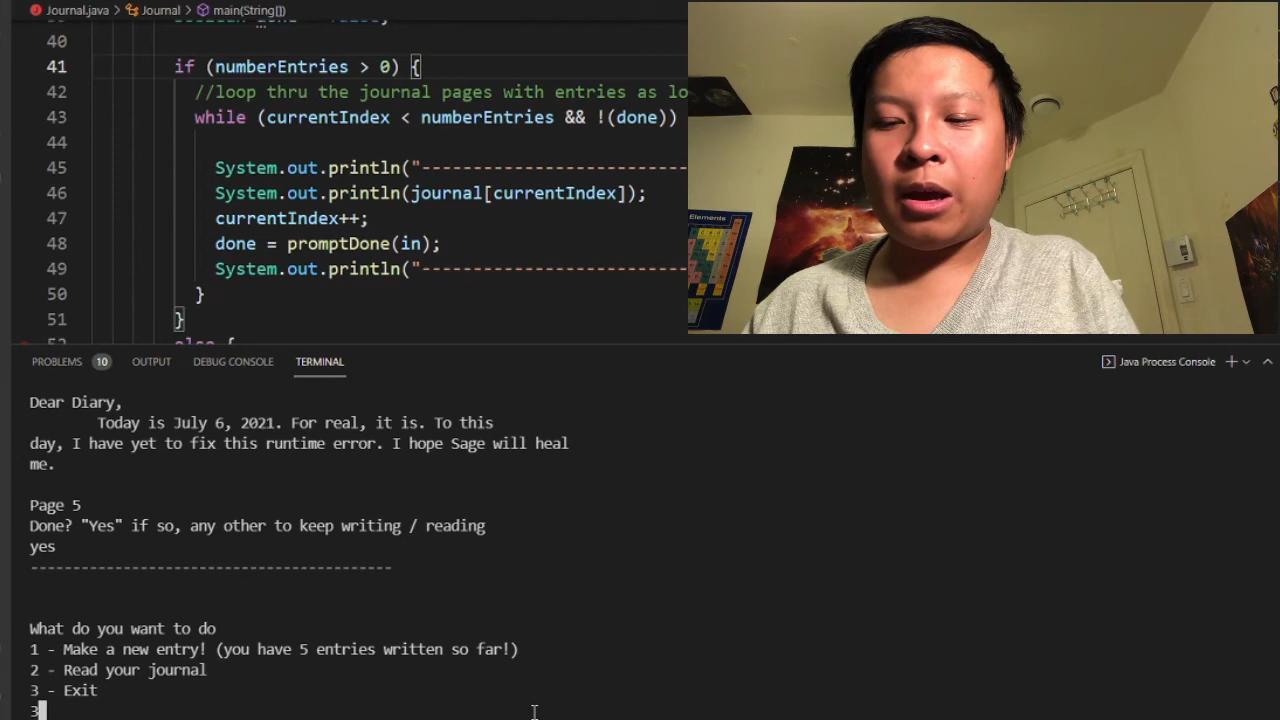 Journal.java > Journal > main(String[])
40
41 if (numberEntries > 0) {
42 //loop thru the journal pages with entries as lo
43 while (currentIndex < numberEntries && !(done))
44
45 System.out.println("--------------------------------
46 System.out.println(journal[currentIndex]);
47 currentIndex++;
48 done = promptDone(in);
49 System.out.println("--------------------------------
50 }
51 }
else {
Elements
PROBLEMS 10 OUTPUT DEBUG CONSOLE TERMINAL
Java Process Console
Dear Diary,
Today is July 6, 2021. For real, it is. To this
day, I have yet to fix this runtime error. I hope Sage will heal
me.
Page 5
Done? "Yes" if so, any other to keep writing / reading
yes
-------------------------------------------
What do you want to do
1 - Make a new entry! (you have 5 entries written so far!)
2 - Read your journal
3 - Exit
3